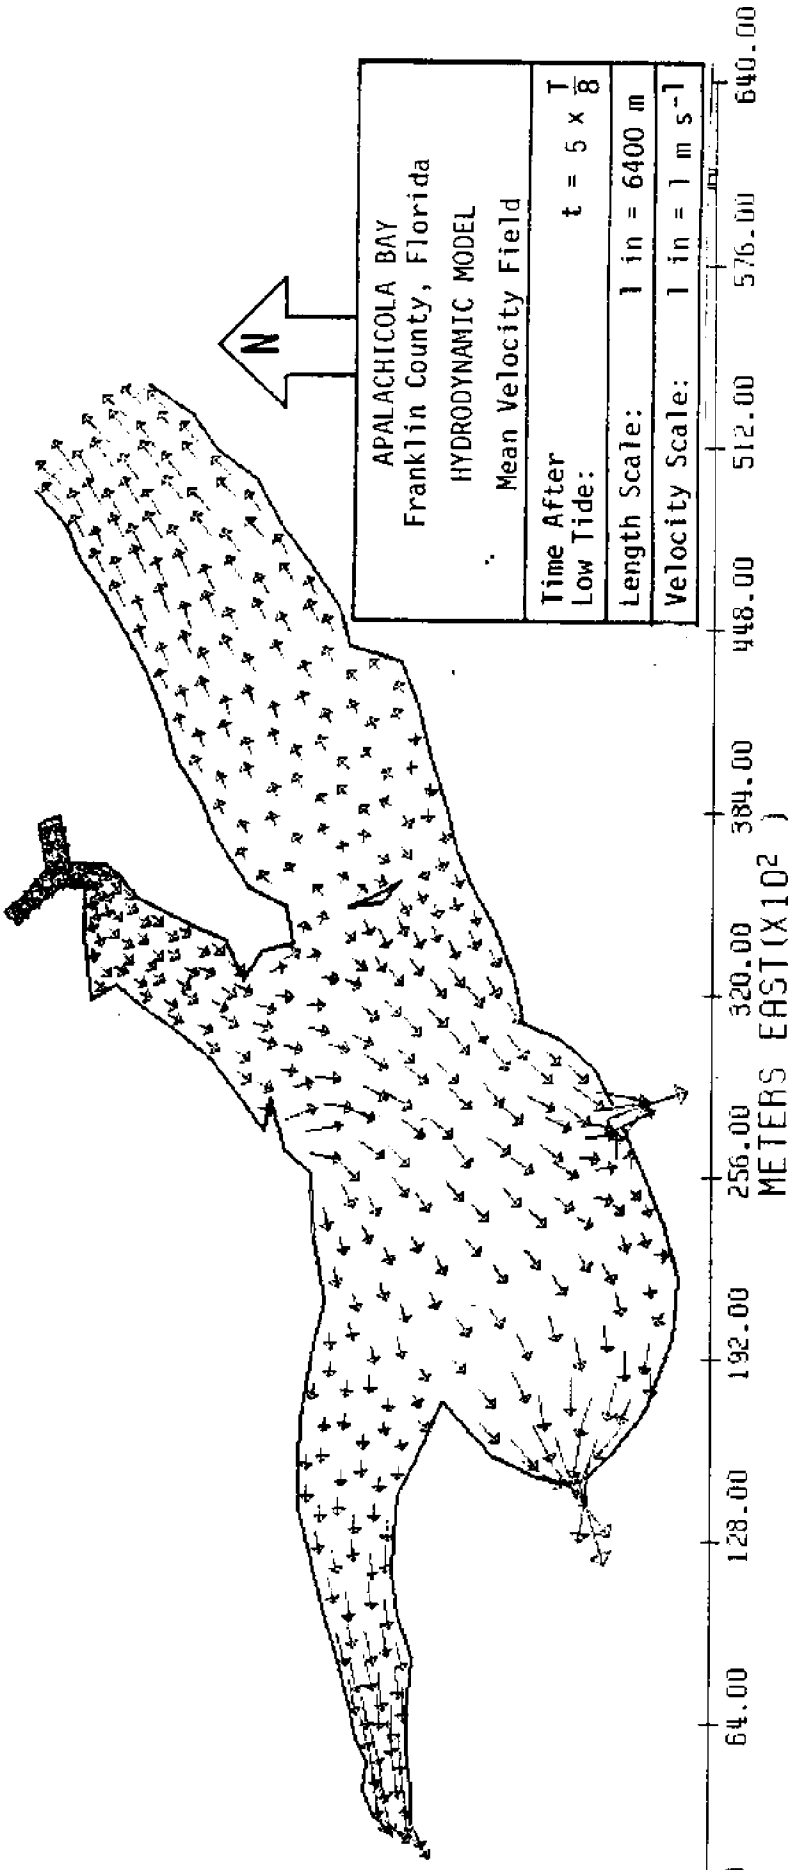 N
APALACHICOLA BAY
Franklin County, Florida
HYDRODYNAMIC MODEL
Mean Velocity Field
Time After
Low Tide: t = 5 x T/8
Length Scale: 1 in = 6400 m
Velocity Scale: 1 in = 1 m s⁻¹
64.00 128.00 192.00 256.00 320.00 384.00 448.00 512.00 576.00 640.00
METERS EAST(X10² )